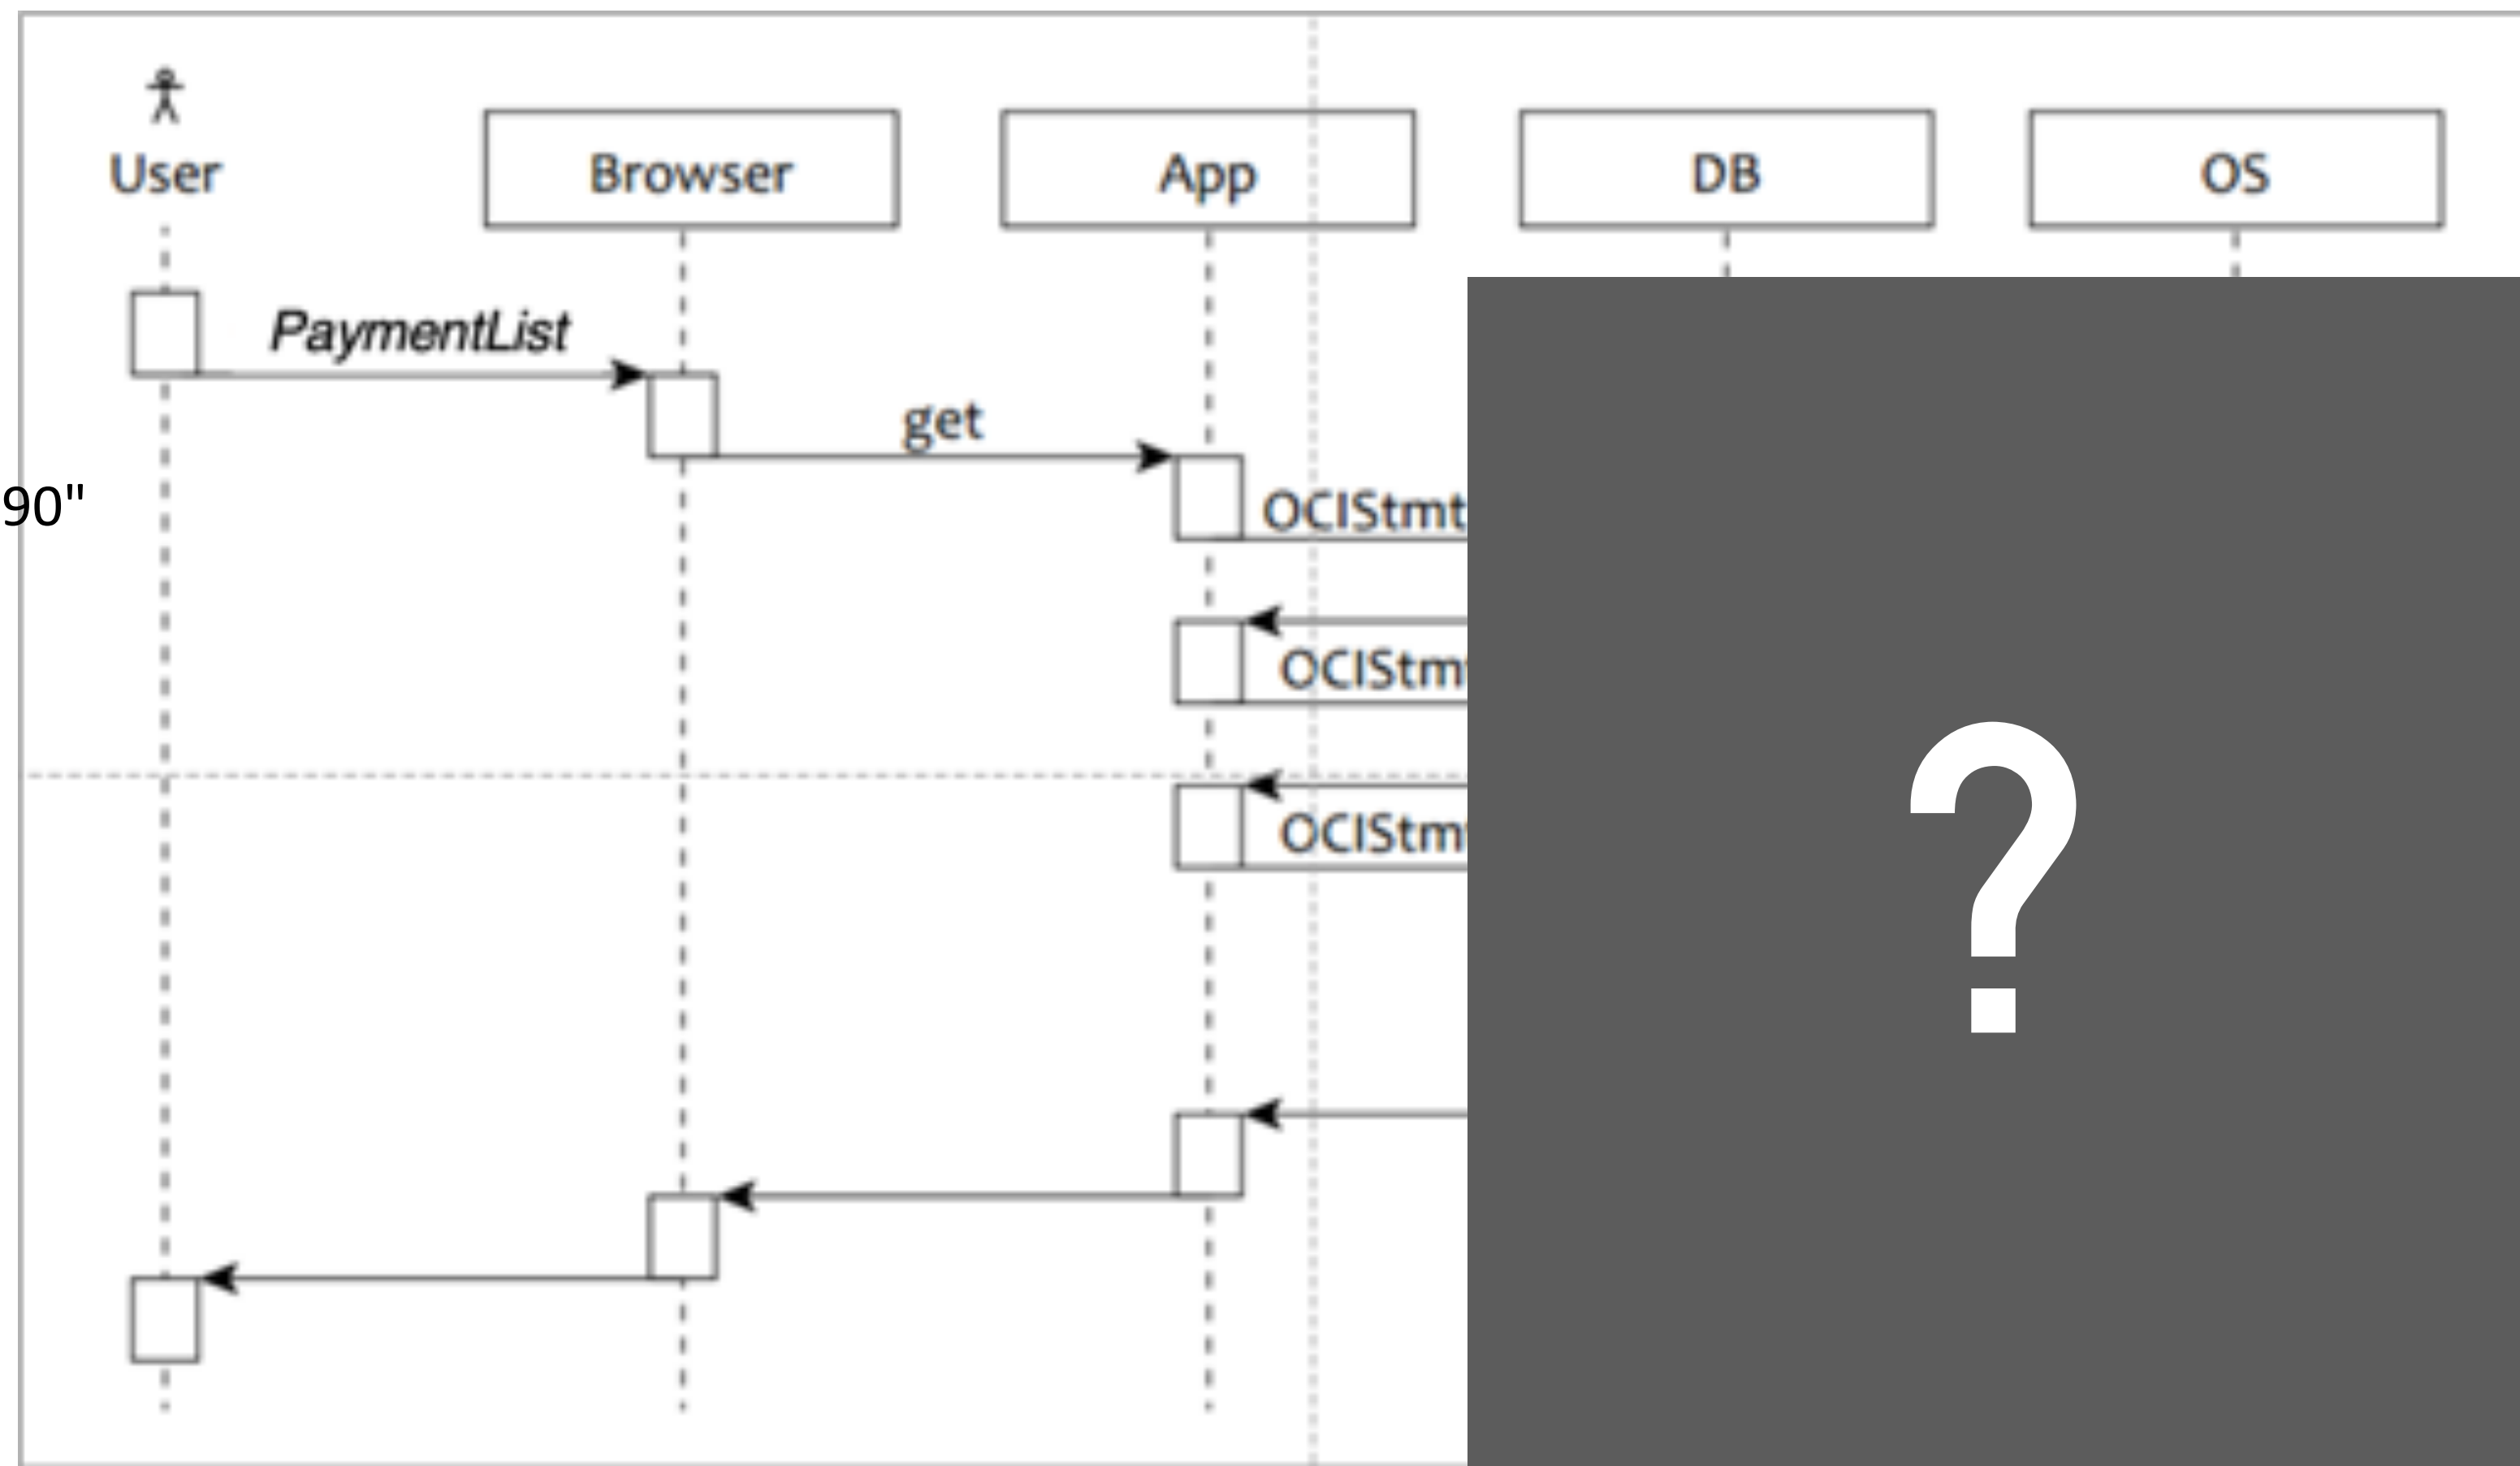 User
Browser
App
DB
OS
PaymentList
get
90"
OCIStmt
OCIStm
OCIStm
?